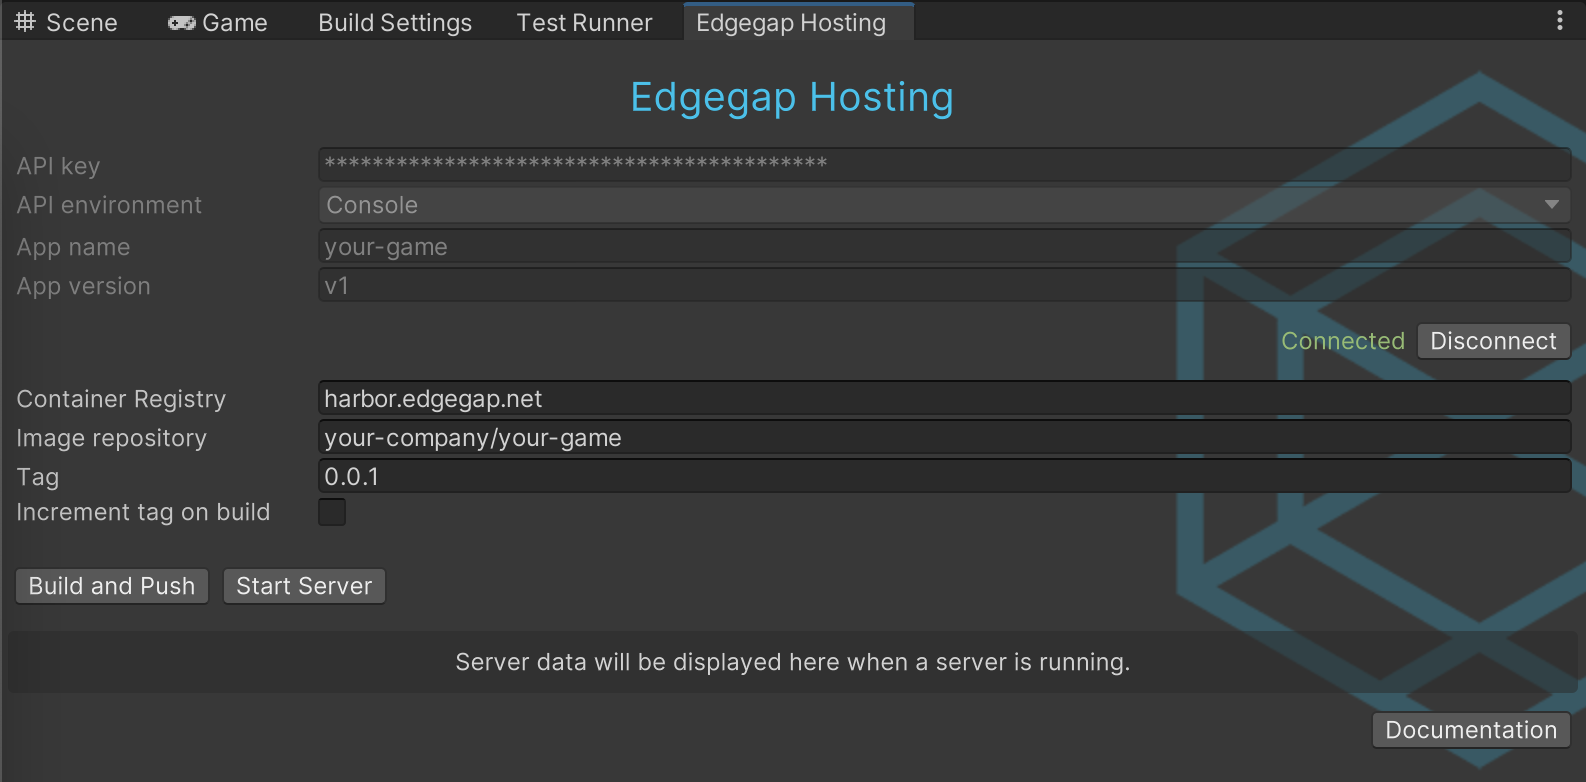 Scene Game Build Settings Test Runner Edgegap Hosting
Edgegap Hosting
API key ******************************************
API environment Console
App name your-game
App version v1
Connected Disconnect
Container Registry harbor.edgegap.net
Image repository your-company/your-game
Tag 0.0.1
Increment tag on build
Build and Push Start Server
Server data will be displayed here when a server is running.
Documentation